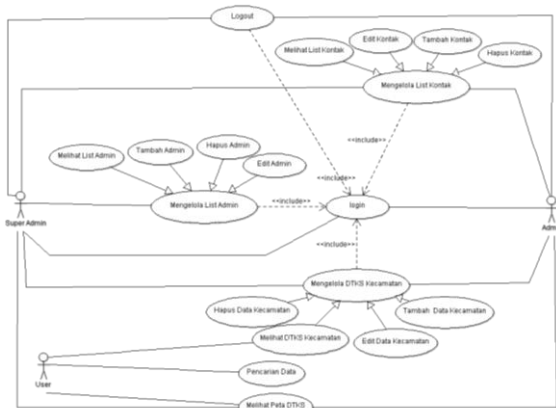 Logout
Edit Kontak
Tambah Kontak
Melihat List Kontak
Hapus Kontak
Mengelola List Kontak
<<include>>
Hapus Admin
Tambah Admin
Melihat List Admin
Edit Admin
<<include>>
<<include>>
Mengelola List Admin
login
Super Admin
Adm
<<include>>
Mengelola DTKS Kecamatan
Hapus Data Kecamatan
Tambah Data Kecamatan
Melihat DTKS Kecamatan
Edit Data Kecamatan
User
Pencarian Data
Melihat Peta DTKS